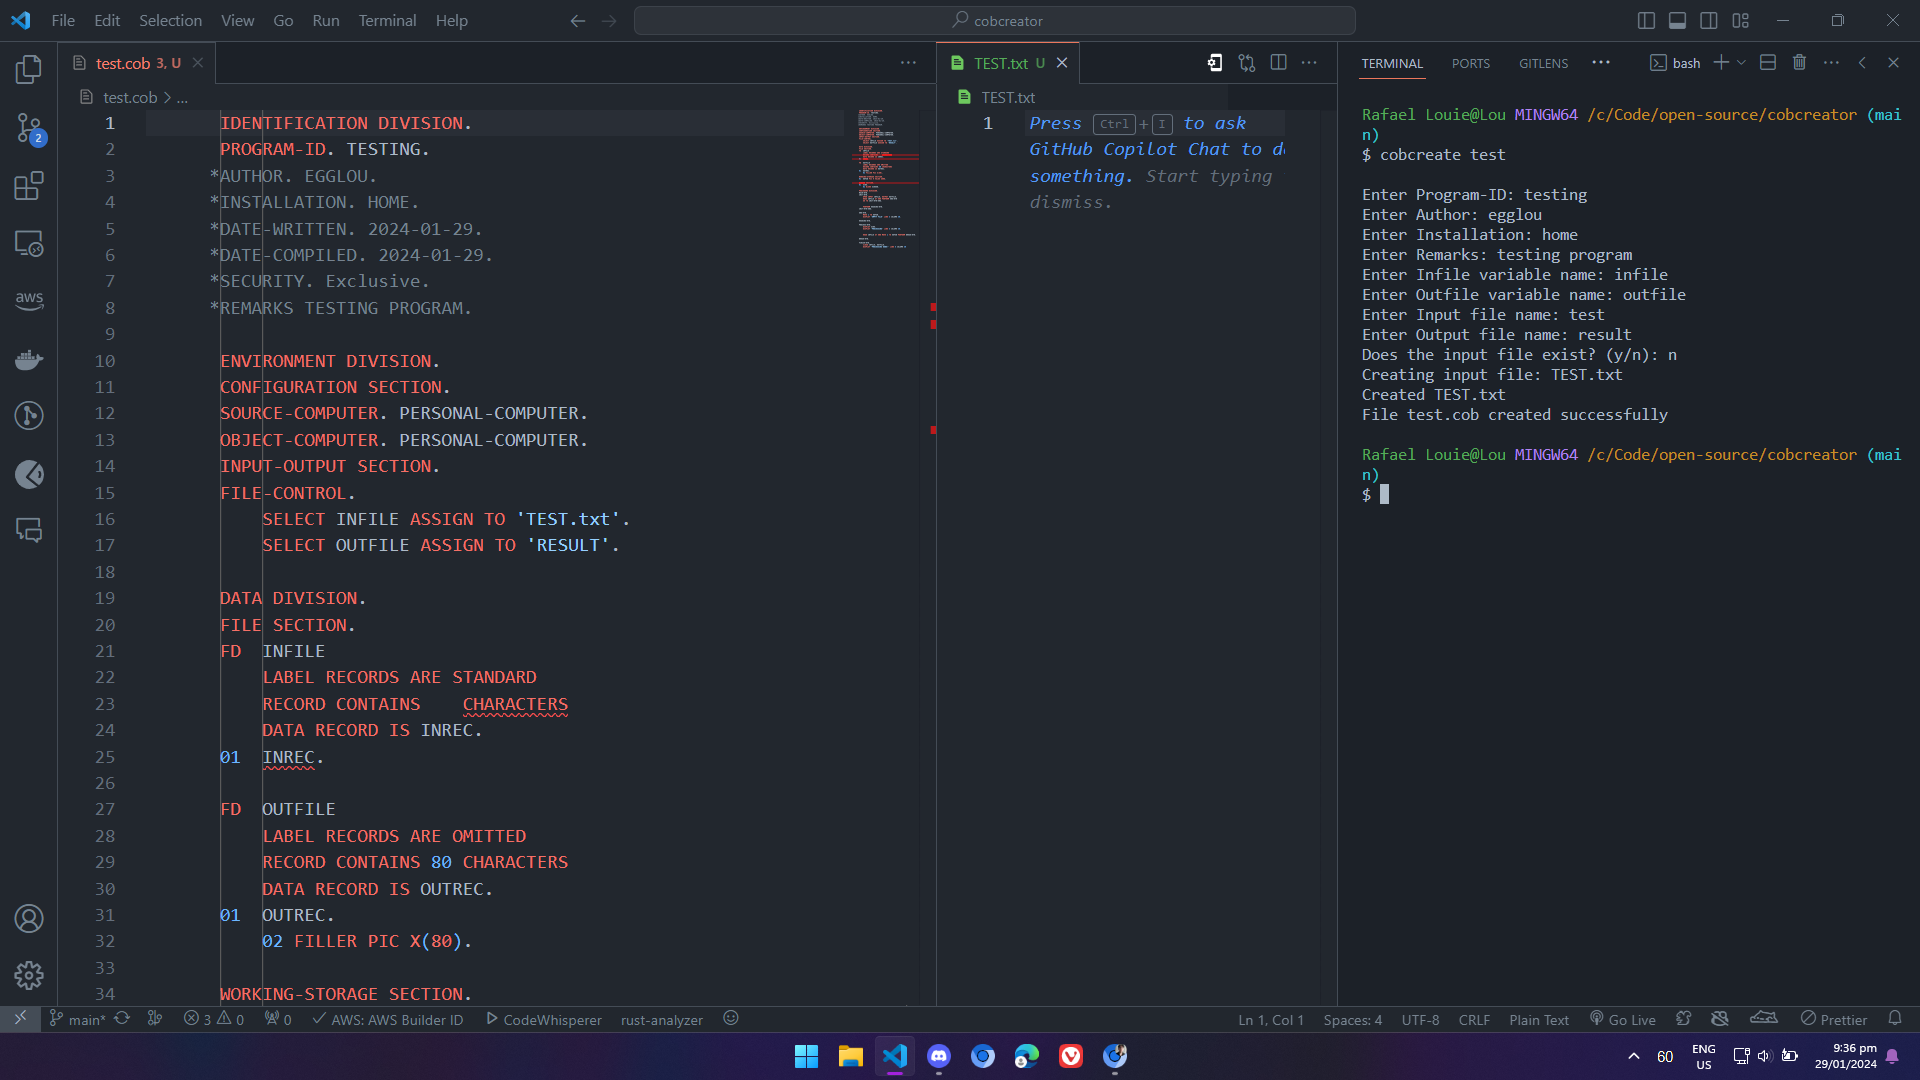 File Edit Selection View Go Run Terminal Help
cobcreator
test.cob 3, U
test.cob > ...
1 IDENTIFICATION DIVISION.
2 PROGRAM-ID. TESTING.
3 *AUTHOR. EGGLOU.
4 *INSTALLATION. HOME.
5 *DATE-WRITTEN. 2024-01-29.
6 *DATE-COMPILED. 2024-01-29.
7 *SECURITY. Exclusive.
8 *REMARKS TESTING PROGRAM.
9
10 ENVIRONMENT DIVISION.
11 CONFIGURATION SECTION.
12 SOURCE-COMPUTER. PERSONAL-COMPUTER.
13 OBJECT-COMPUTER. PERSONAL-COMPUTER.
14 INPUT-OUTPUT SECTION.
15 FILE-CONTROL.
16 SELECT INFILE ASSIGN TO 'TEST.txt'.
17 SELECT OUTFILE ASSIGN TO 'RESULT'.
18
19 DATA DIVISION.
20 FILE SECTION.
21 FD INFILE
22 LABEL RECORDS ARE STANDARD
23 RECORD CONTAINS CHARACTERS
24 DATA RECORD IS INREC.
25 01 INREC.
26
27 FD OUTFILE
28 LABEL RECORDS ARE OMITTED
29 RECORD CONTAINS 80 CHARACTERS
30 DATA RECORD IS OUTREC.
31 01 OUTREC.
32 02 FILLER PIC X(80).
33
34 WORKING-STORAGE SECTION.
TEST.txt U
TEST.txt
1 Press Ctrl + I to ask
GitHub Copilot Chat to do
something. Start typing
dismiss.
TERMINAL PORTS GITLENS
bash
Rafael Louie@Lou MINGW64 /c/Code/open-source/cobcreator (mai
n)
$ cobcreate test
Enter Program-ID: testing
Enter Author: egglou
Enter Installation: home
Enter Remarks: testing program
Enter Infile variable name: infile
Enter Outfile variable name: outfile
Enter Input file name: test
Enter Output file name: result
Does the input file exist? (y/n): n
Creating input file: TEST.txt
Created TEST.txt
File test.cob created successfully
Rafael Louie@Lou MINGW64 /c/Code/open-source/cobcreator (mai
n)
$
2
aws
main* 3 0 0 AWS: AWS Builder ID CodeWhisperer rust-analyzer
Ln 1, Col 1 Spaces: 4 UTF-8 CRLF Plain Text Go Live Prettier
60 ENG
US
9:36 pm
29/01/2024